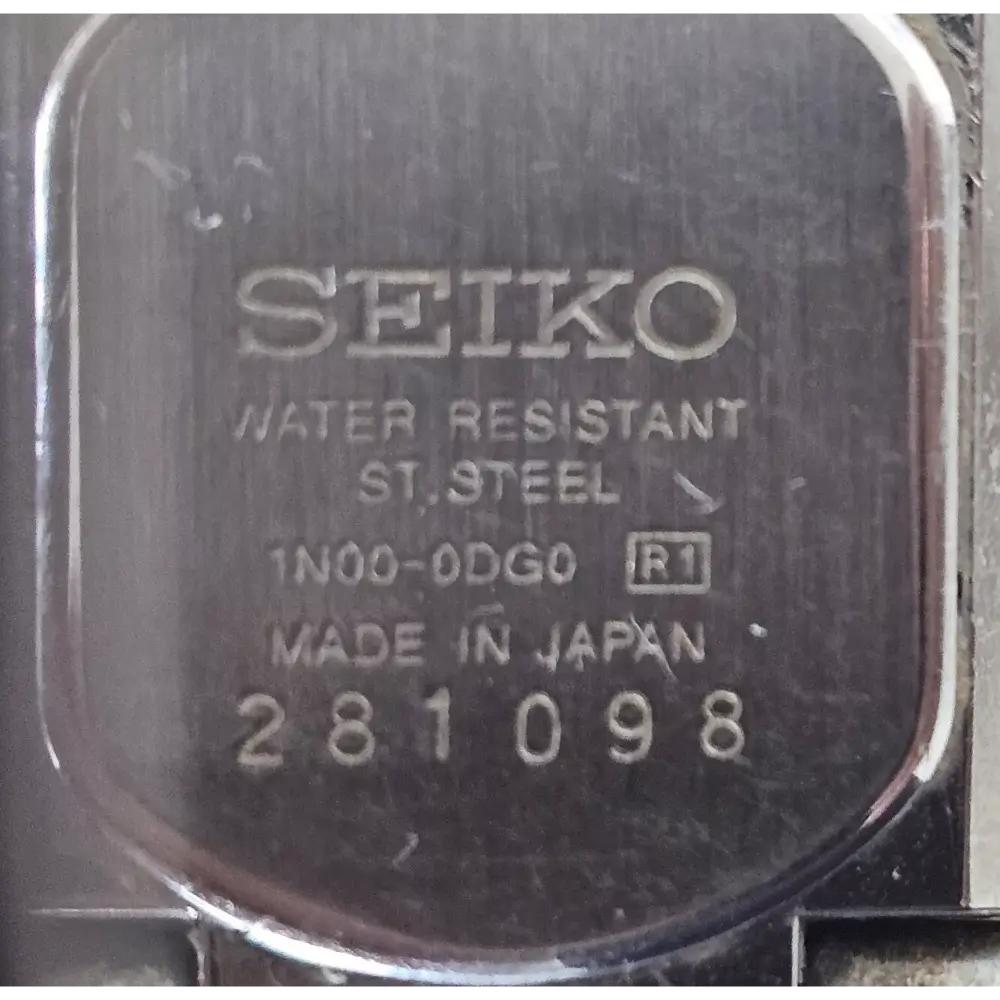 SEIKO
WATER RESISTANT
ST. STEEL
1N00-0DG0 R1
MADE IN JAPAN
281098